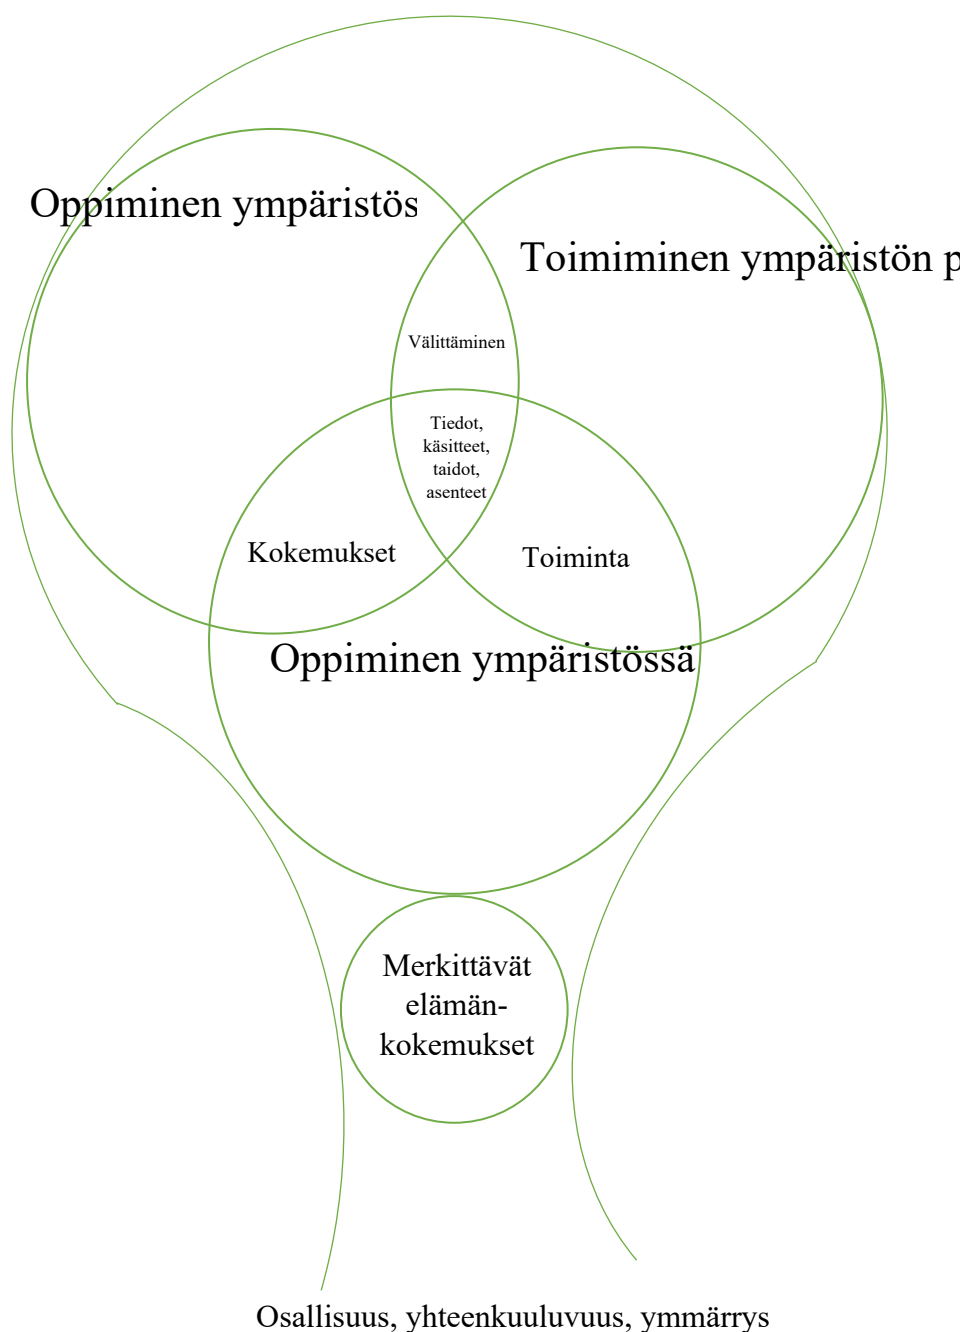 Oppiminen ympäristös
Toimiminen ympäristön p
Välittäminen
Tiedot,
käsitteet,
taidot,
asenteet
Kokemukset
Toiminta
Oppiminen ympäristössä
Merkittävät
elämän-
kokemukset
Osallisuus, yhteenkuuluvuus, ymmärrys